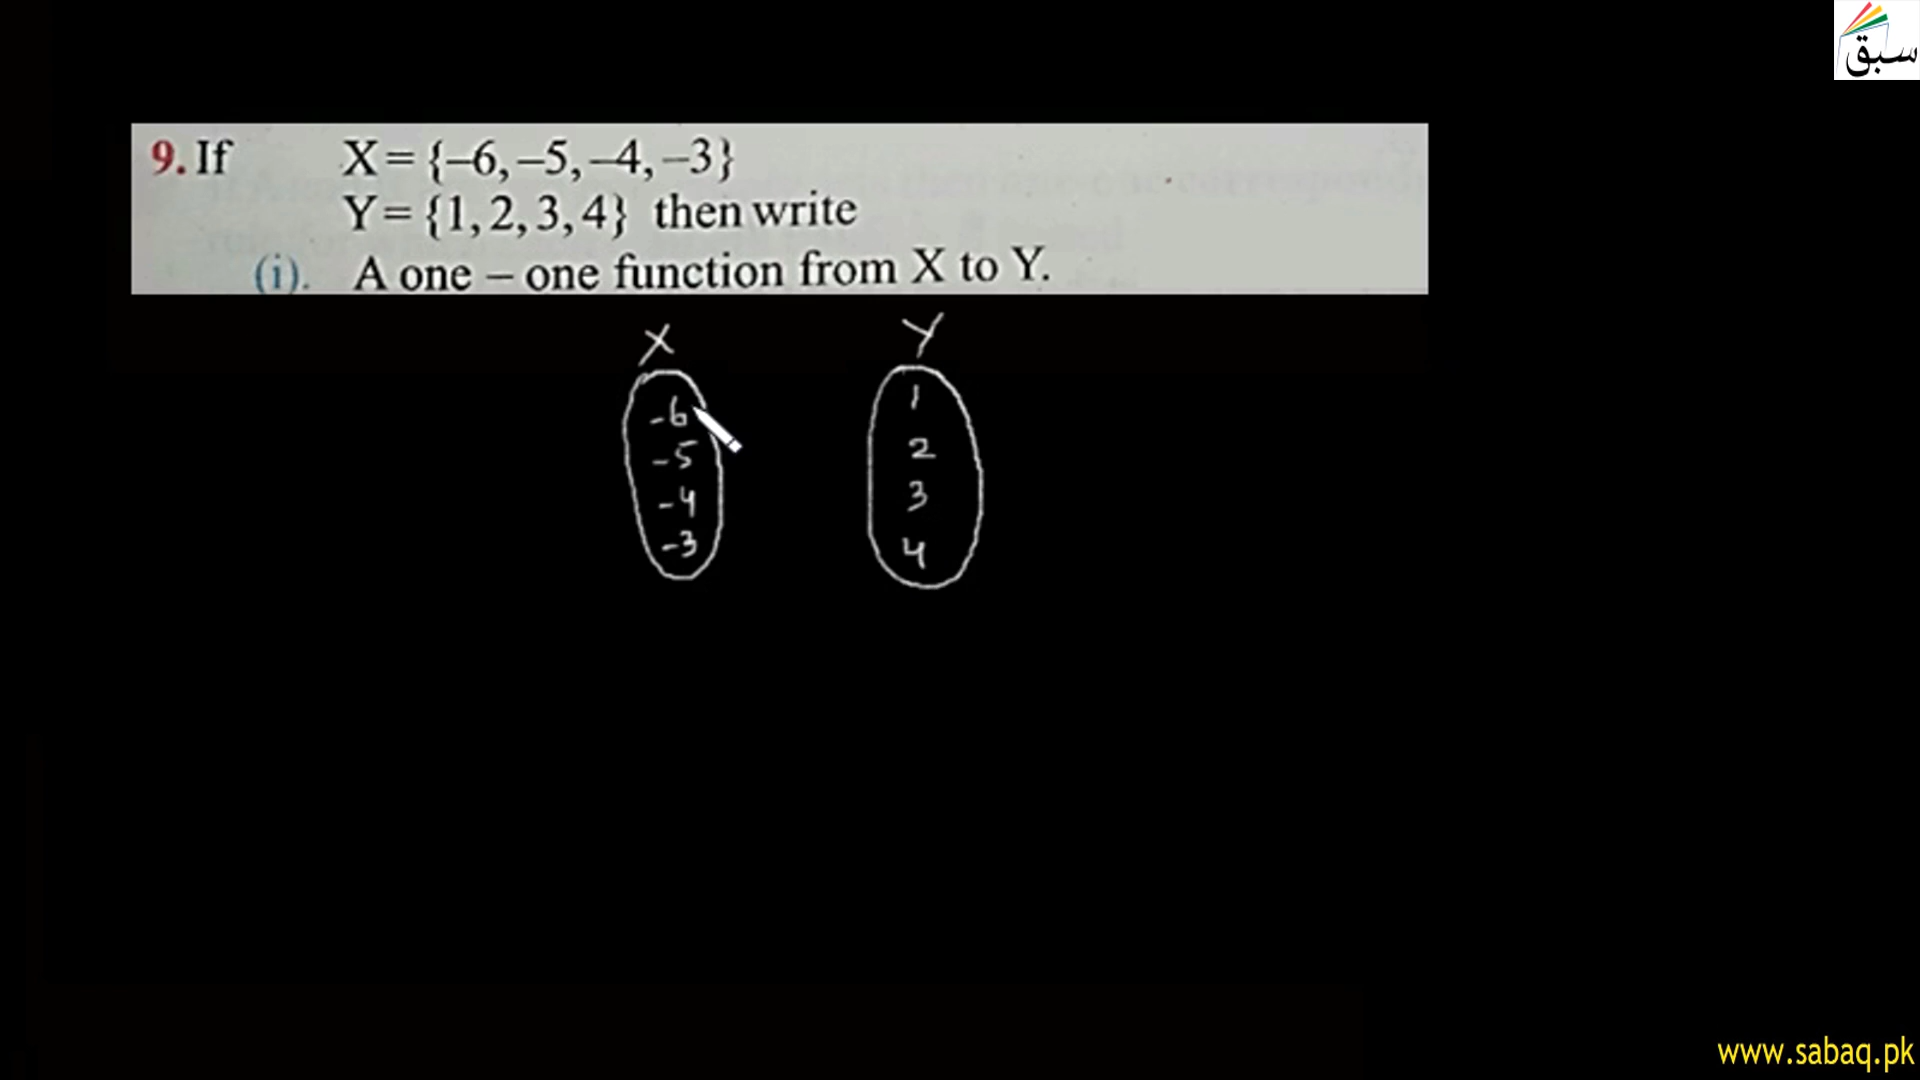 سبق
9. If X = {–6, –5, –4, –3}
Y = {1, 2, 3, 4} then write
(i). A one – one function from X to Y.
X Y
-6 1
-5 2
-4 3
-3 4
www.sabaq.pk